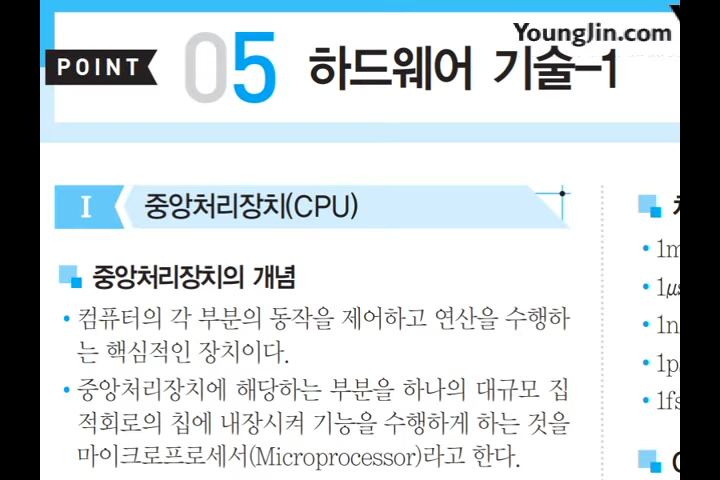 YoungJin.com
POINT 05 하드웨어 기술-1
I 중앙처리장치(CPU)
중앙처리장치의 개념
• 컴퓨터의 각 부분의 동작을 제어하고 연산을 수행하
는 핵심적인 장치이다.
• 중앙처리장치에 해당하는 부분을 하나의 대규모 집
적회로의 칩에 내장시켜 기능을 수행하게 하는 것을
마이크로프로세서(Microprocessor)라고 한다.
• 1m
• 1μs
• 1n
• 1p
• 1fs